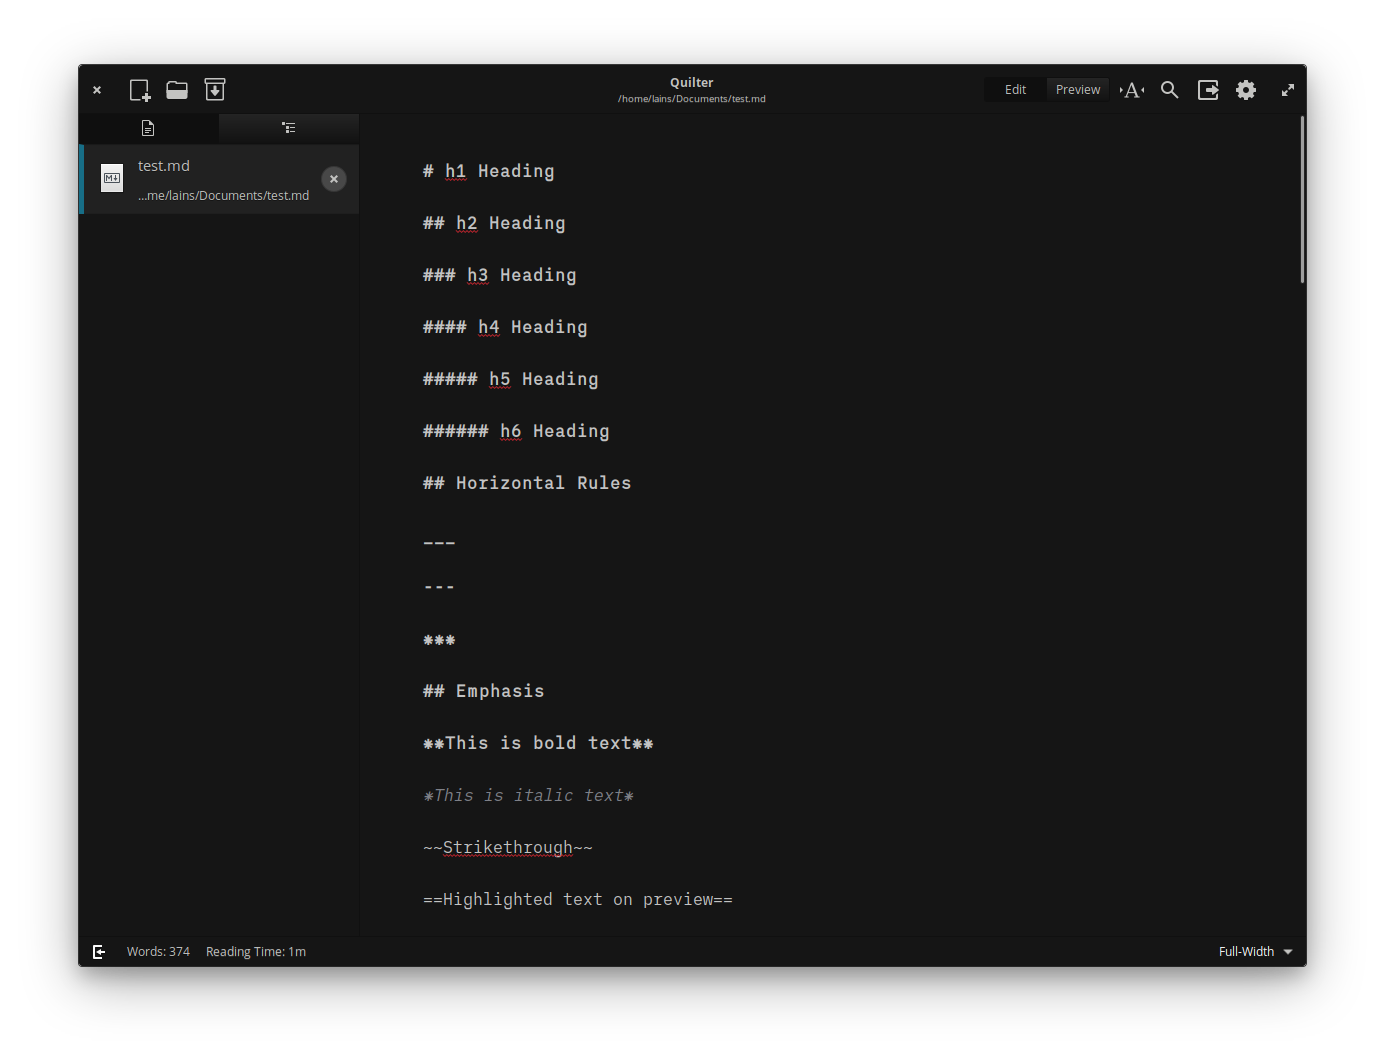 Quilter
/home/lains/Documents/test.md
Edit
Preview
A
test.md
...me/lains/Documents/test.md
M
# h1 Heading
## h2 Heading
### h3 Heading
#### h4 Heading
##### h5 Heading
###### h6 Heading
## Horizontal Rules
___
---
***
## Emphasis
**This is bold text**
*This is italic text*
~~Strikethrough~~
==Highlighted text on preview==
Words: 374
Reading Time: 1m
Full-Width